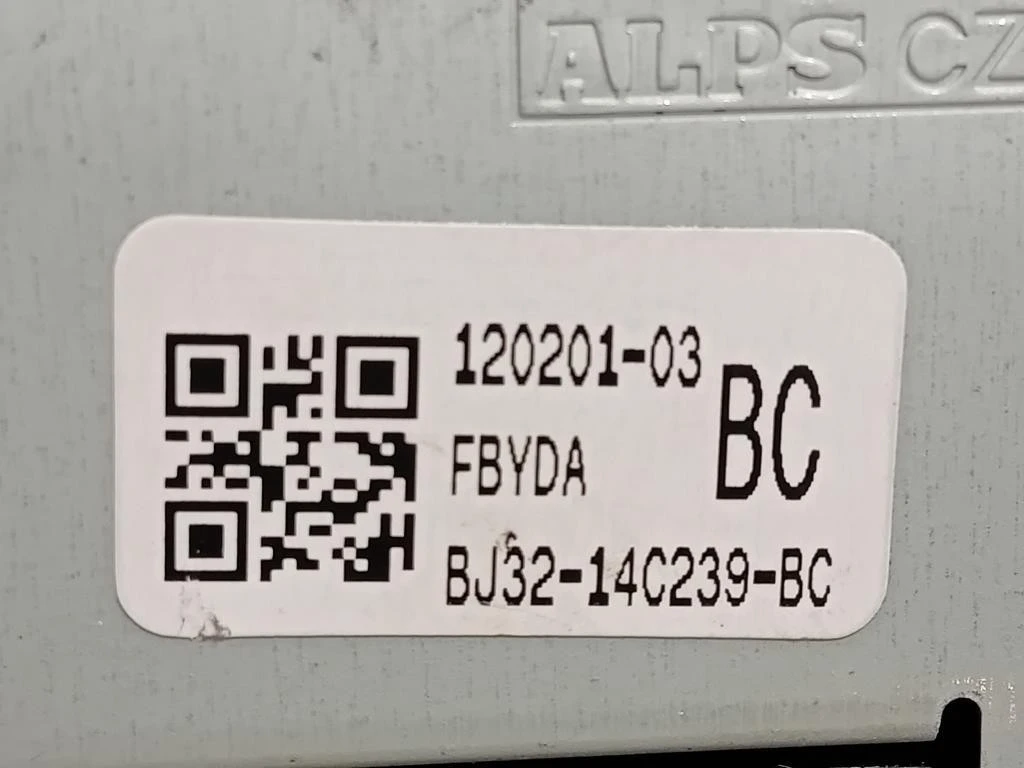 ALPS CZ
120201-03
BC
FBYDA
BJ32-14C239-BC